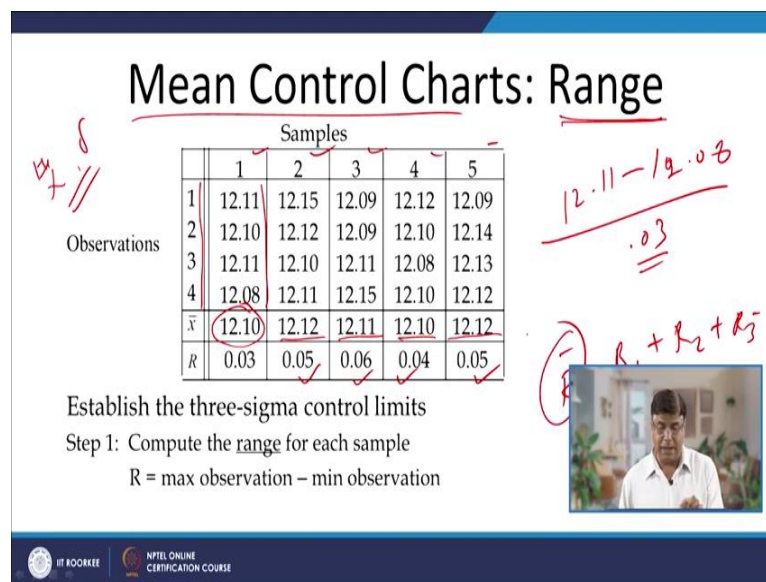 Mean Control Charts: Range
Samples
1 2 3 4 5
1 12.11 12.15 12.09 12.12 12.09
2 12.10 12.12 12.09 12.10 12.14
Observations
3 12.11 12.10 12.11 12.08 12.13
4 12.08 12.11 12.15 12.10 12.12
x̄ 12.10 12.12 12.11 12.10 12.12
R 0.03 0.05 0.06 0.04 0.05
12.11 - 12.08
.03
R1 + R2 + R3
Establish the three-sigma control limits
Step 1: Compute the range for each sample
R = max observation – min observation
IIT ROORKEE
NPTEL ONLINE
CERTIFICATION COURSE